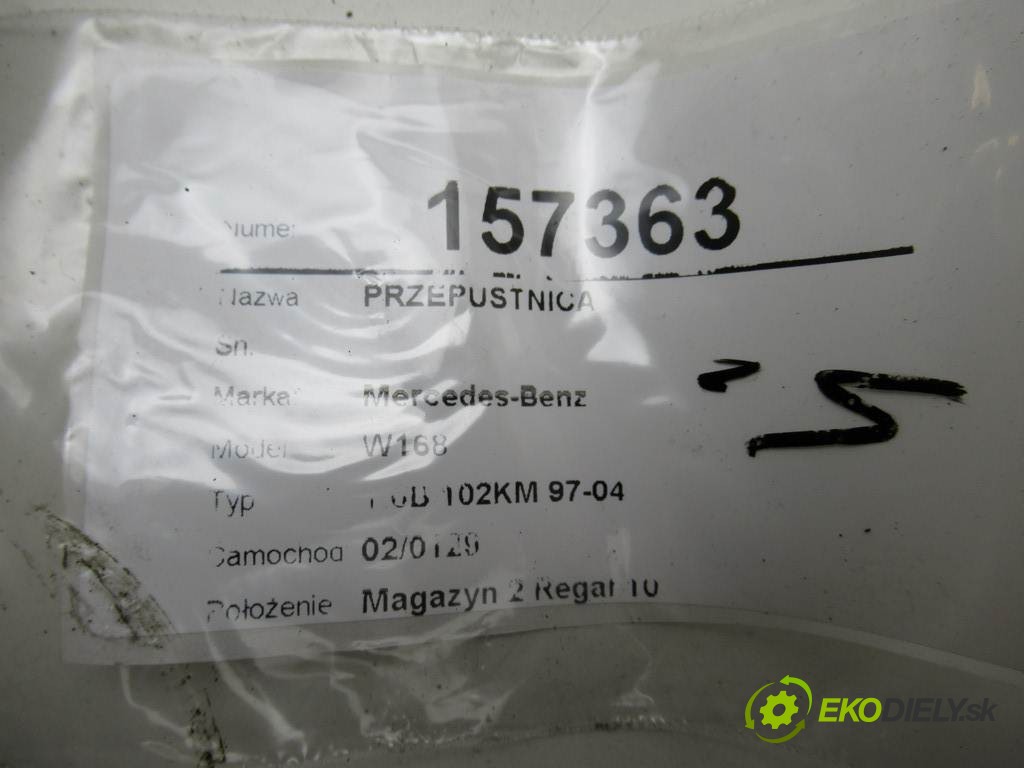 157363
Nazwa PRZEPUSTNICA
Sn.
Marka: Mercedes-Benz
Model W168
Typ 102KM 97-04
Samochod 02/0129
Położenie Magazyn 2 Regał 10
EKODIELY.sk